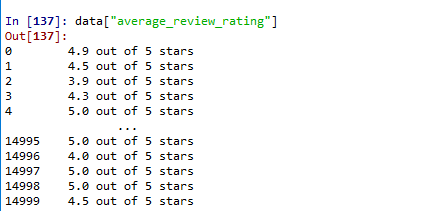 In [137]: data["average_review_rating"]
Out[137]:
0        4.9 out of 5 stars
1        4.5 out of 5 stars
2        3.9 out of 5 stars
3        4.3 out of 5 stars
4        5.0 out of 5 stars
                ...
14995    5.0 out of 5 stars
14996    4.0 out of 5 stars
14997    5.0 out of 5 stars
14998    5.0 out of 5 stars
14999    4.5 out of 5 stars